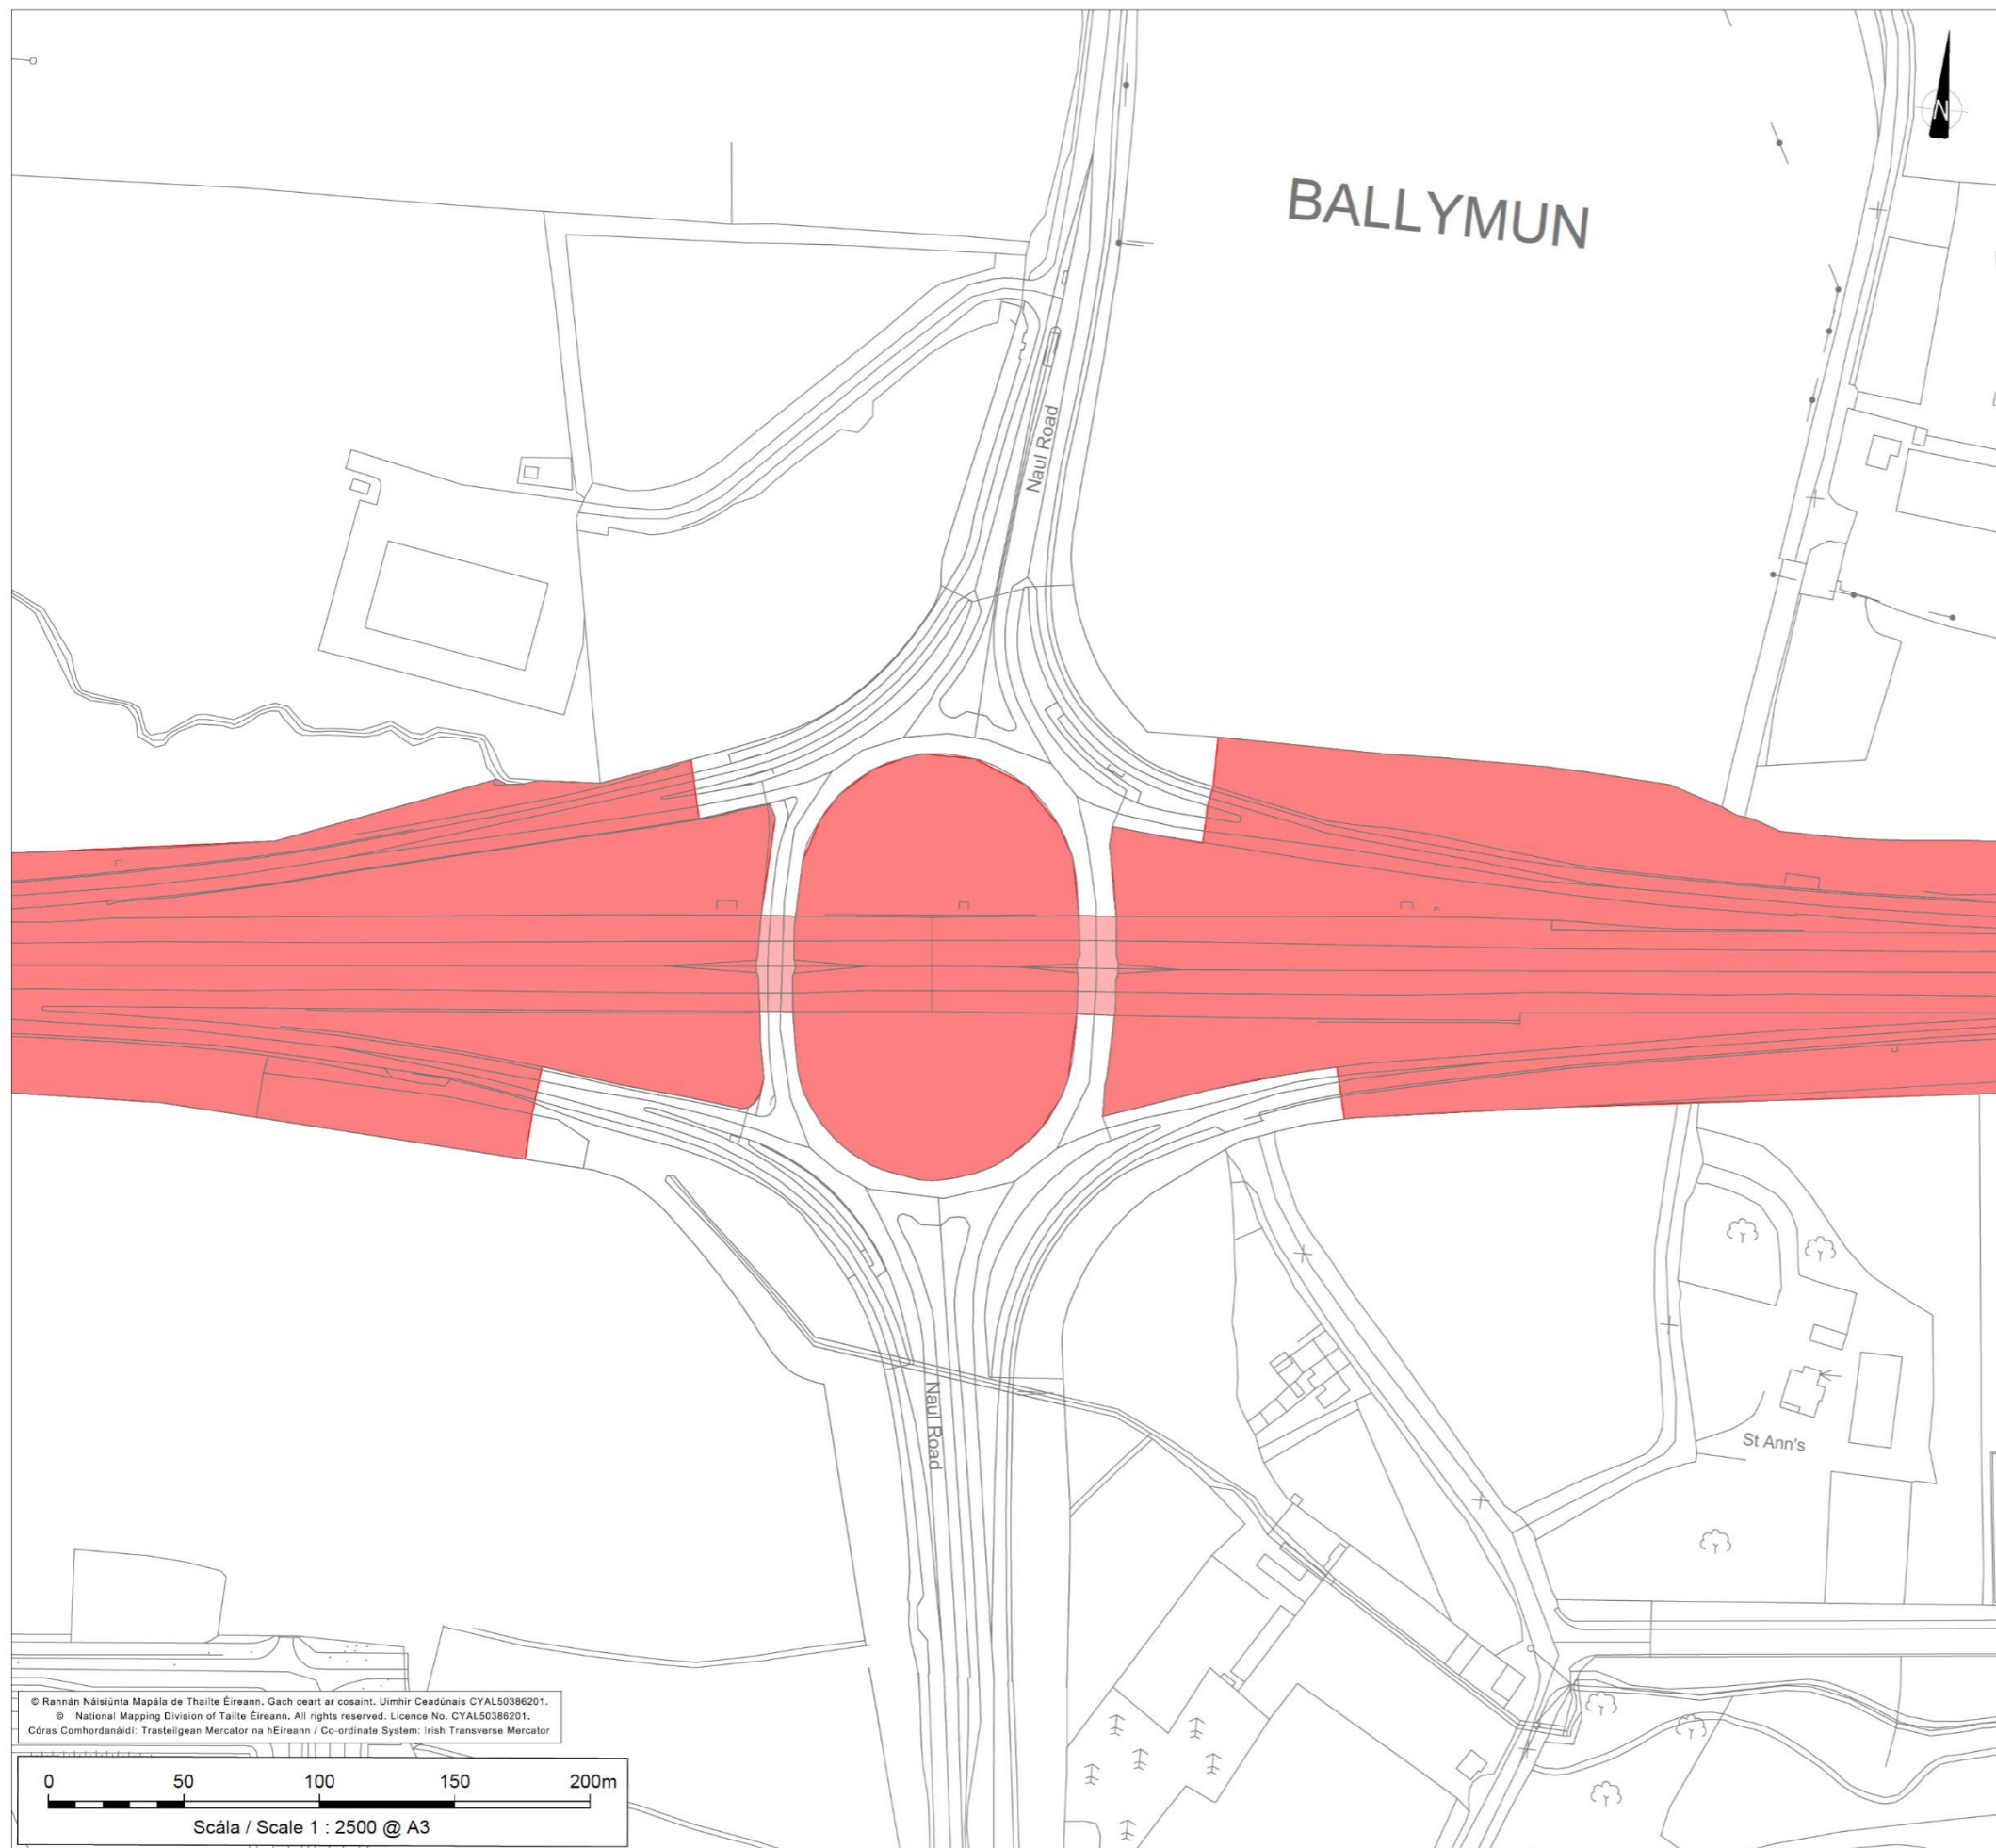 N
BALLYMUN
Naul Road
Naul Road
St Ann's
© Rannán Náisiúnta Mapála de Thailte Éireann. Gach ceart ar cosaint. Uimhir Ceadúnais CYAL50386201.
© National Mapping Division of Tailte Éireann. All rights reserved. Licence No. CYAL50386201.
Córas Comhordanáidí: Trasteilgean Mercator na hÉireann / Co-ordinate System: Irish Transverse Mercator
0 50 100 150 200m
Scála / Scale 1 : 2500 @ A3